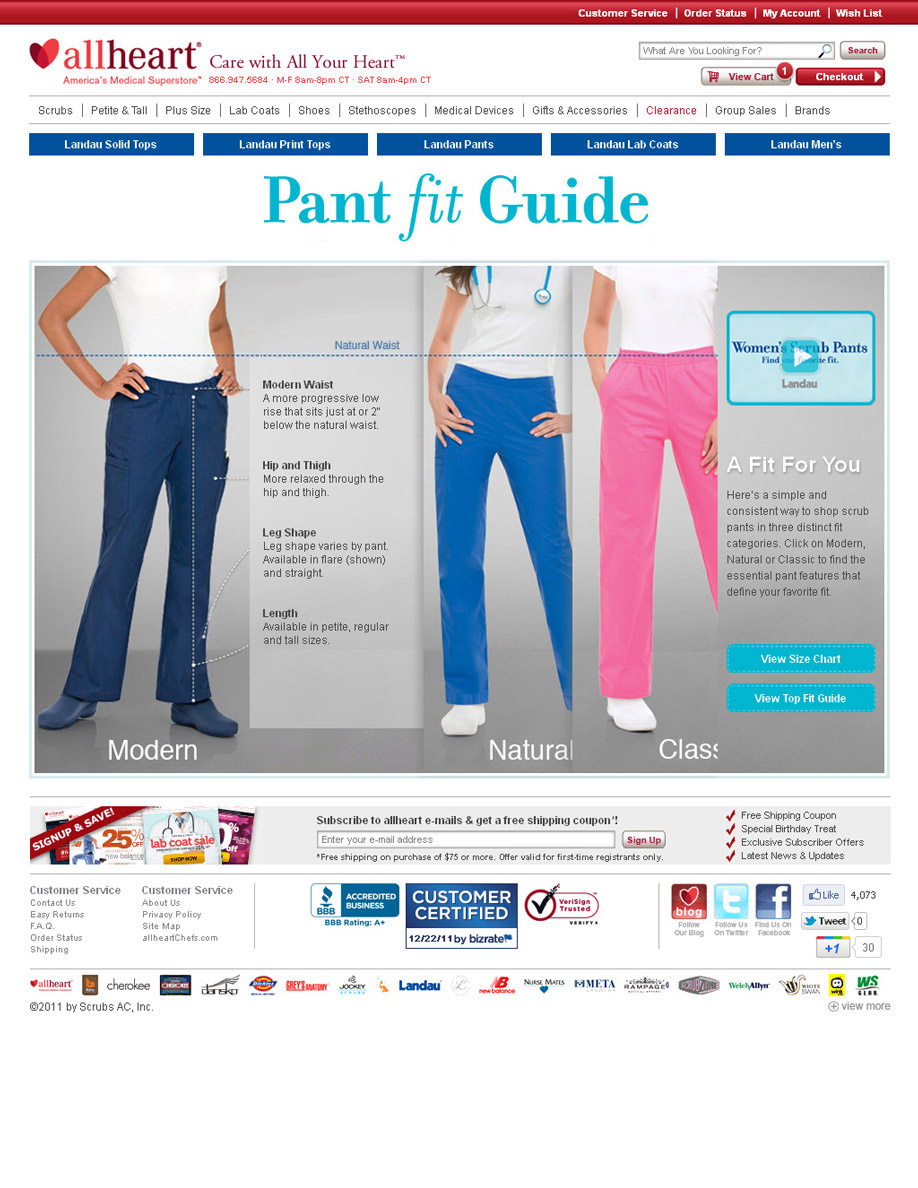 Customer Service | Order Status | My Account | Wish List
allheart® Care with All Your Heart™
America's Medical Superstore™ 866.947.5684 · M-F 8am-8pm CT · SAT 8am-4pm CT
What Are You Looking For? Search
View Cart 1 Checkout
Scrubs | Petite & Tall | Plus Size | Lab Coats | Shoes | Stethoscopes | Medical Devices | Gifts & Accessories | Clearance | Group Sales | Brands
Landau Solid Tops Landau Print Tops Landau Pants Landau Lab Coats Landau Men's
Pant fit Guide
Natural Waist
Modern Waist
A more progressive low
rise that sits just at or 2"
below the natural waist.
Hip and Thigh
More relaxed through the
hip and thigh.
Leg Shape
Leg shape varies by pant.
Available in flare (shown)
and straight.
Length
Available in petite, regular
and tall sizes.
Modern
Natural
Class
Women's Scrub Pants
Find your favorite fit.
Landau
A Fit For You
Here's a simple and
consistent way to shop scrub
pants in three distinct fit
categories. Click on Modern,
Natural or Classic to find the
essential pant features that
define your favorite fit.
View Size Chart
View Top Fit Guide
SIGNUP & SAVE!
25% OFF
new balance
lab coat sale
SHOP NOW
Subscribe to allheart e-mails & get a free shipping coupon*!
Enter your e-mail address Sign Up
*Free shipping on purchase of $75 or more. Offer valid for first-time registrants only.
Free Shipping Coupon
Special Birthday Treat
Exclusive Subscriber Offers
Latest News & Updates
Customer Service
Contact Us
Easy Returns
F.A.Q.
Order Status
Shipping
Customer Service
About Us
Privacy Policy
Site Map
allheartChefs.com
BBB ACCREDITED BUSINESS
BBB Rating: A+
CUSTOMER CERTIFIED
12/22/11 by bizrate
VeriSign Trusted
VERIFY
blog
Follow Our Blog
Follow Us On Twitter
Find Us On Facebook
Like 4,073
Tweet 0
+1 30
allheart cherokee CHEROKEE dansko Dickies GREY'S ANATOMY JOCKEY Landau new balance NURSE MATES META RAMPAGE WelchAllyn WHITE SWAN WS GEAR
©2011 by Scrubs AC, Inc.
view more